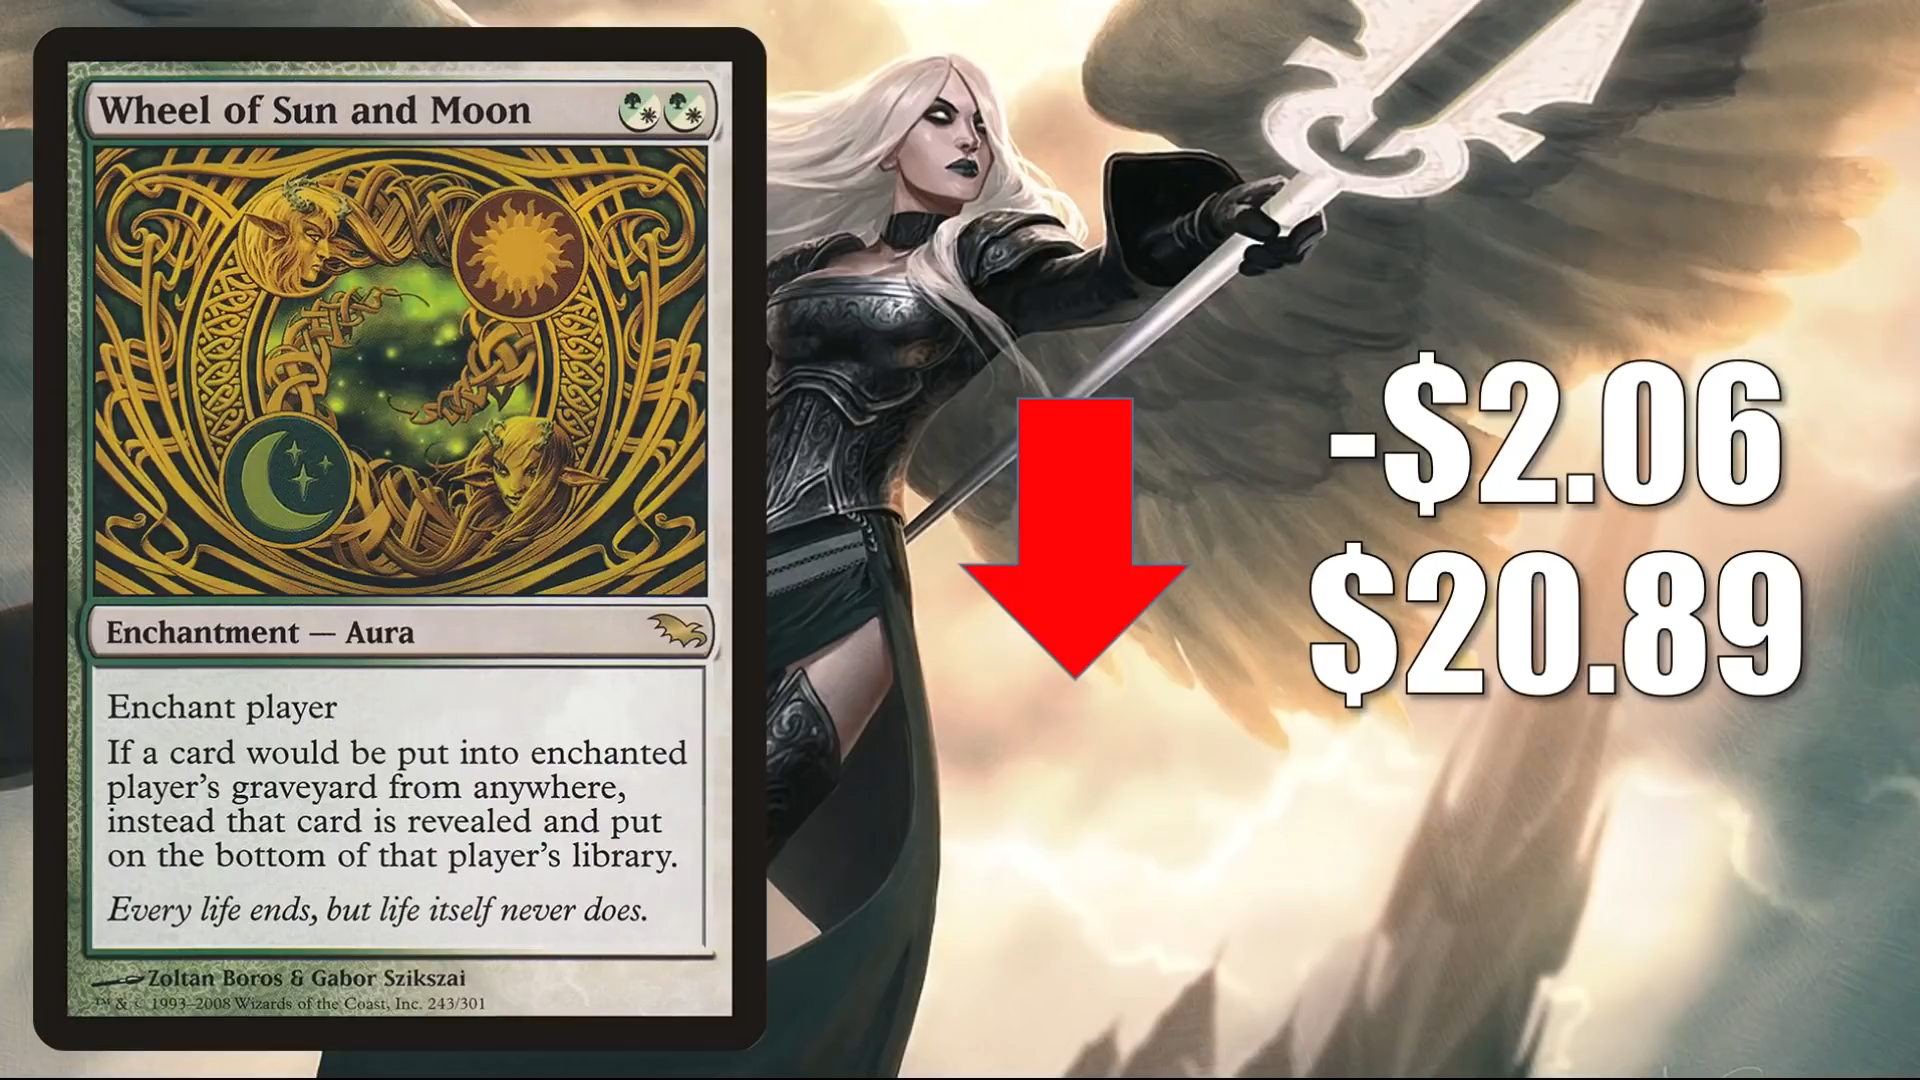 Wheel of Sun and Moon
-$2.06
$20.89
Enchantment — Aura
Enchant player
If a card would be put into enchanted
player's graveyard from anywhere,
instead that card is revealed and put
on the bottom of that player's library.
Every life ends, but life itself never does.
Zoltan Boros & Gabor Szikszai
™ & © 1993–2008 Wizards of the Coast, Inc. 243/301